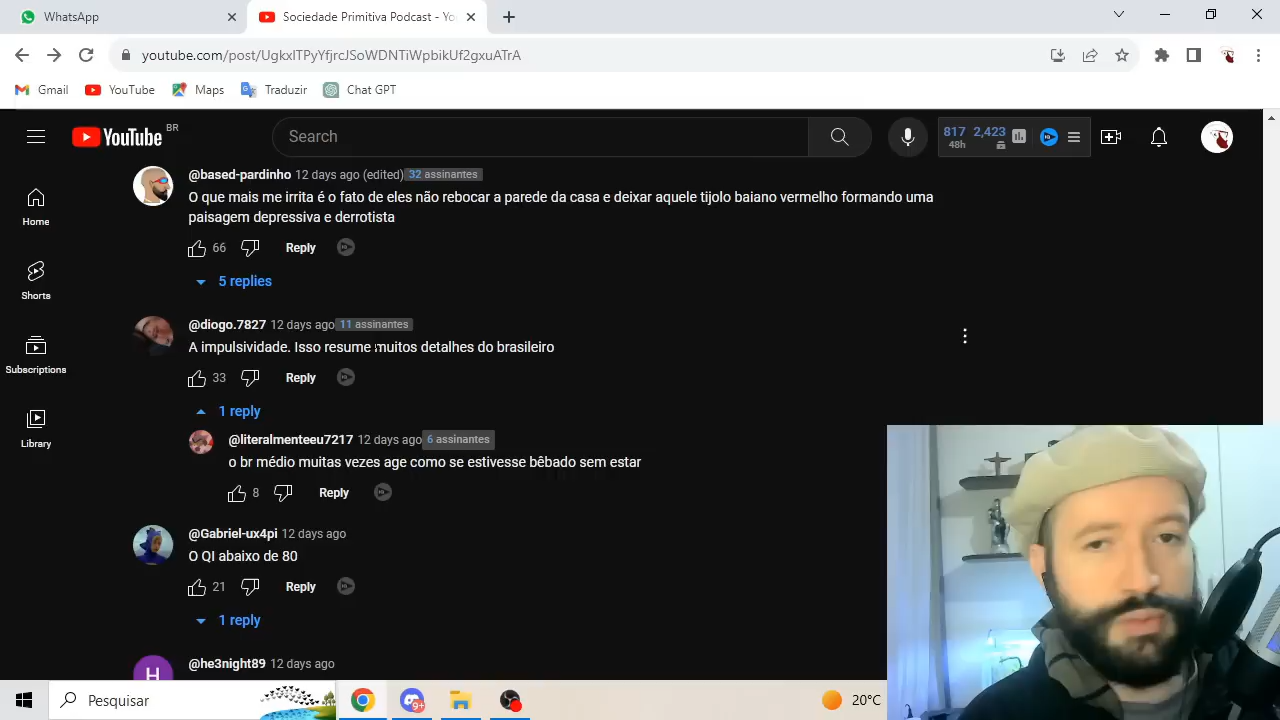 WhatsApp
Sociedade Primitiva Podcast - Yo
youtube.com/post/UgkxlTPyYfjrcJSoWDNTiWpbikUf2gxuATrA
Gmail
YouTube
Maps
Traduzir
Chat GPT
YouTube BR
Search
817 2,423
48h
Home
Shorts
Subscriptions
Library
@based-pardinho 12 days ago (edited) 32 assinantes
O que mais me irrita é o fato de eles não rebocar a parede da casa e deixar aquele tijolo baiano vermelho formando uma
paisagem depressiva e derrotista
66 Reply
5 replies
@diogo.7827 12 days ago 11 assinantes
A impulsividade. Isso resume muitos detalhes do brasileiro
33 Reply
1 reply
@literalmenteeu7217 12 days ago 6 assinantes
o br médio muitas vezes age como se estivesse bêbado sem estar
8 Reply
@Gabriel-ux4pi 12 days ago
O QI abaixo de 80
21 Reply
1 reply
H
@he3night89 12 days ago
Pesquisar
9+
20°C